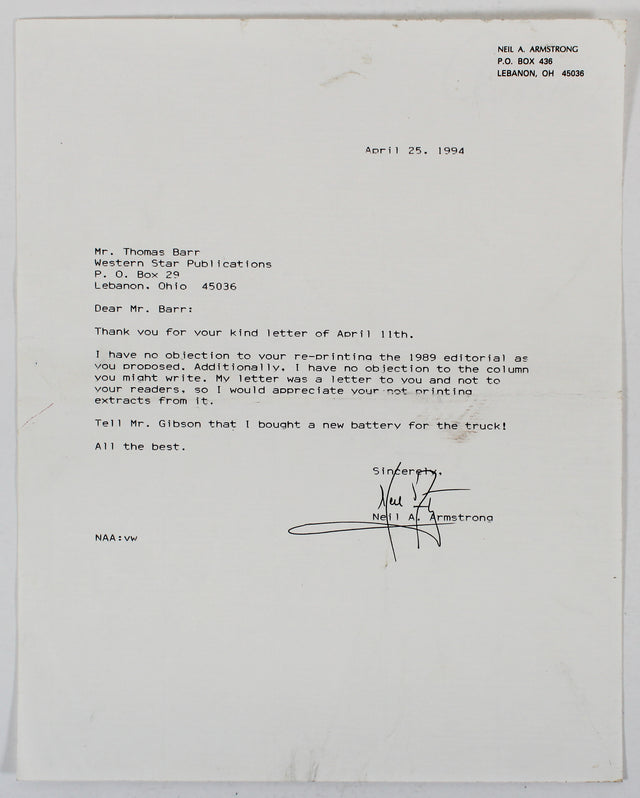 NEIL A. ARMSTRONG
P.O. BOX 436
LEBANON, OH 45036
April 25. 1994
Mr. Thomas Barr
Western Star Publications
P. O. Box 29
Lebanon. Ohio 45036
Dear Mr. Barr:
Thank you for your kind letter of April 11th.
I have no objection to your re-printing the 1989 editorial as
you proposed. Additionally, I have no objection to the column
you might write. My letter was a letter to you and not to
your readers, so I would appreciate your not printing
extracts from it.
Tell Mr. Gibson that I bought a new battery for the truck!
All the best.
Sincerely,
Neil A. Armstrong
NAA:vw